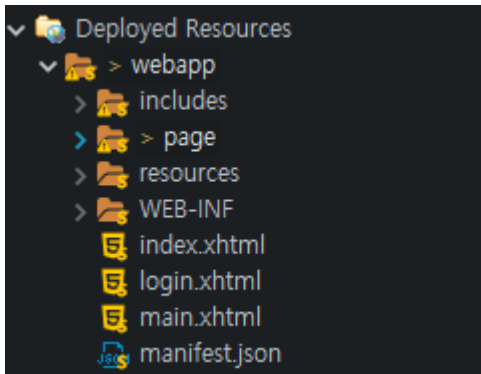 Deployed Resources
> webapp
includes
> page
resources
WEB-INF
index.xhtml
login.xhtml
main.xhtml
manifest.json